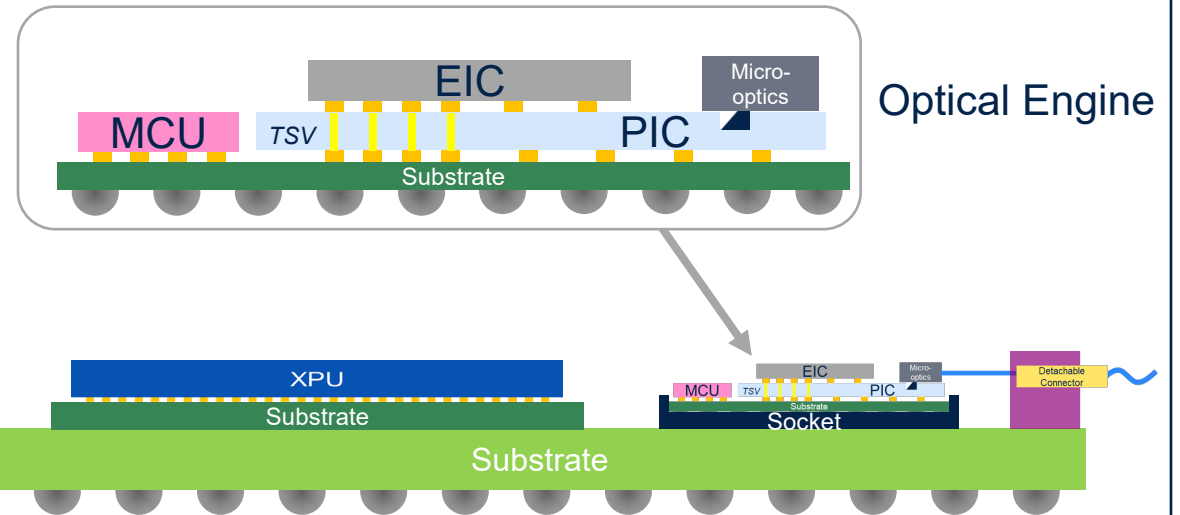 EIC
Micro-
optics
Optical Engine
MCU
TSV
PIC
Substrate
XPU
EIC
Micro-
optics
Detachable
Connector
MCU
TSV
PIC
Substrate
Substrate
Socket
Substrate